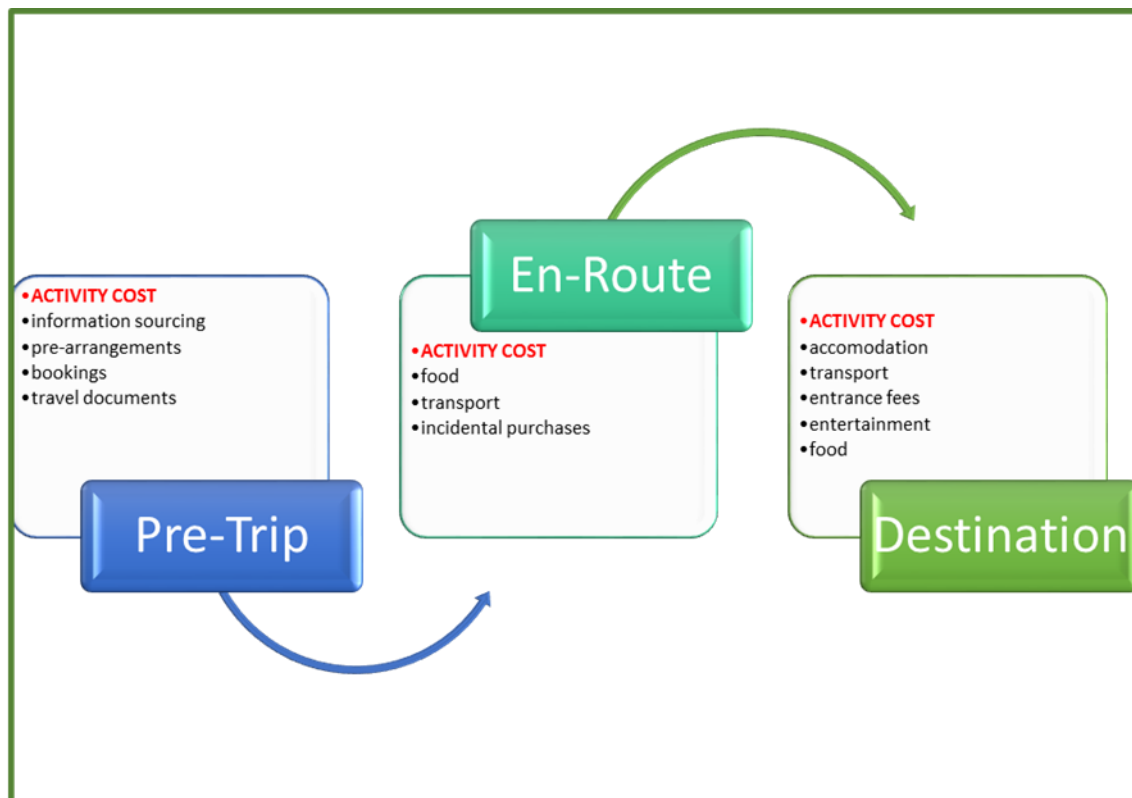 •ACTIVITY COST
•information sourcing
•pre-arrangements
•bookings
•travel documents
Pre-Trip
En-Route
•ACTIVITY COST
•food
•transport
•incidental purchases
•ACTIVITY COST
•accomodation
•transport
•entrance fees
•entertainment
•food
Destination